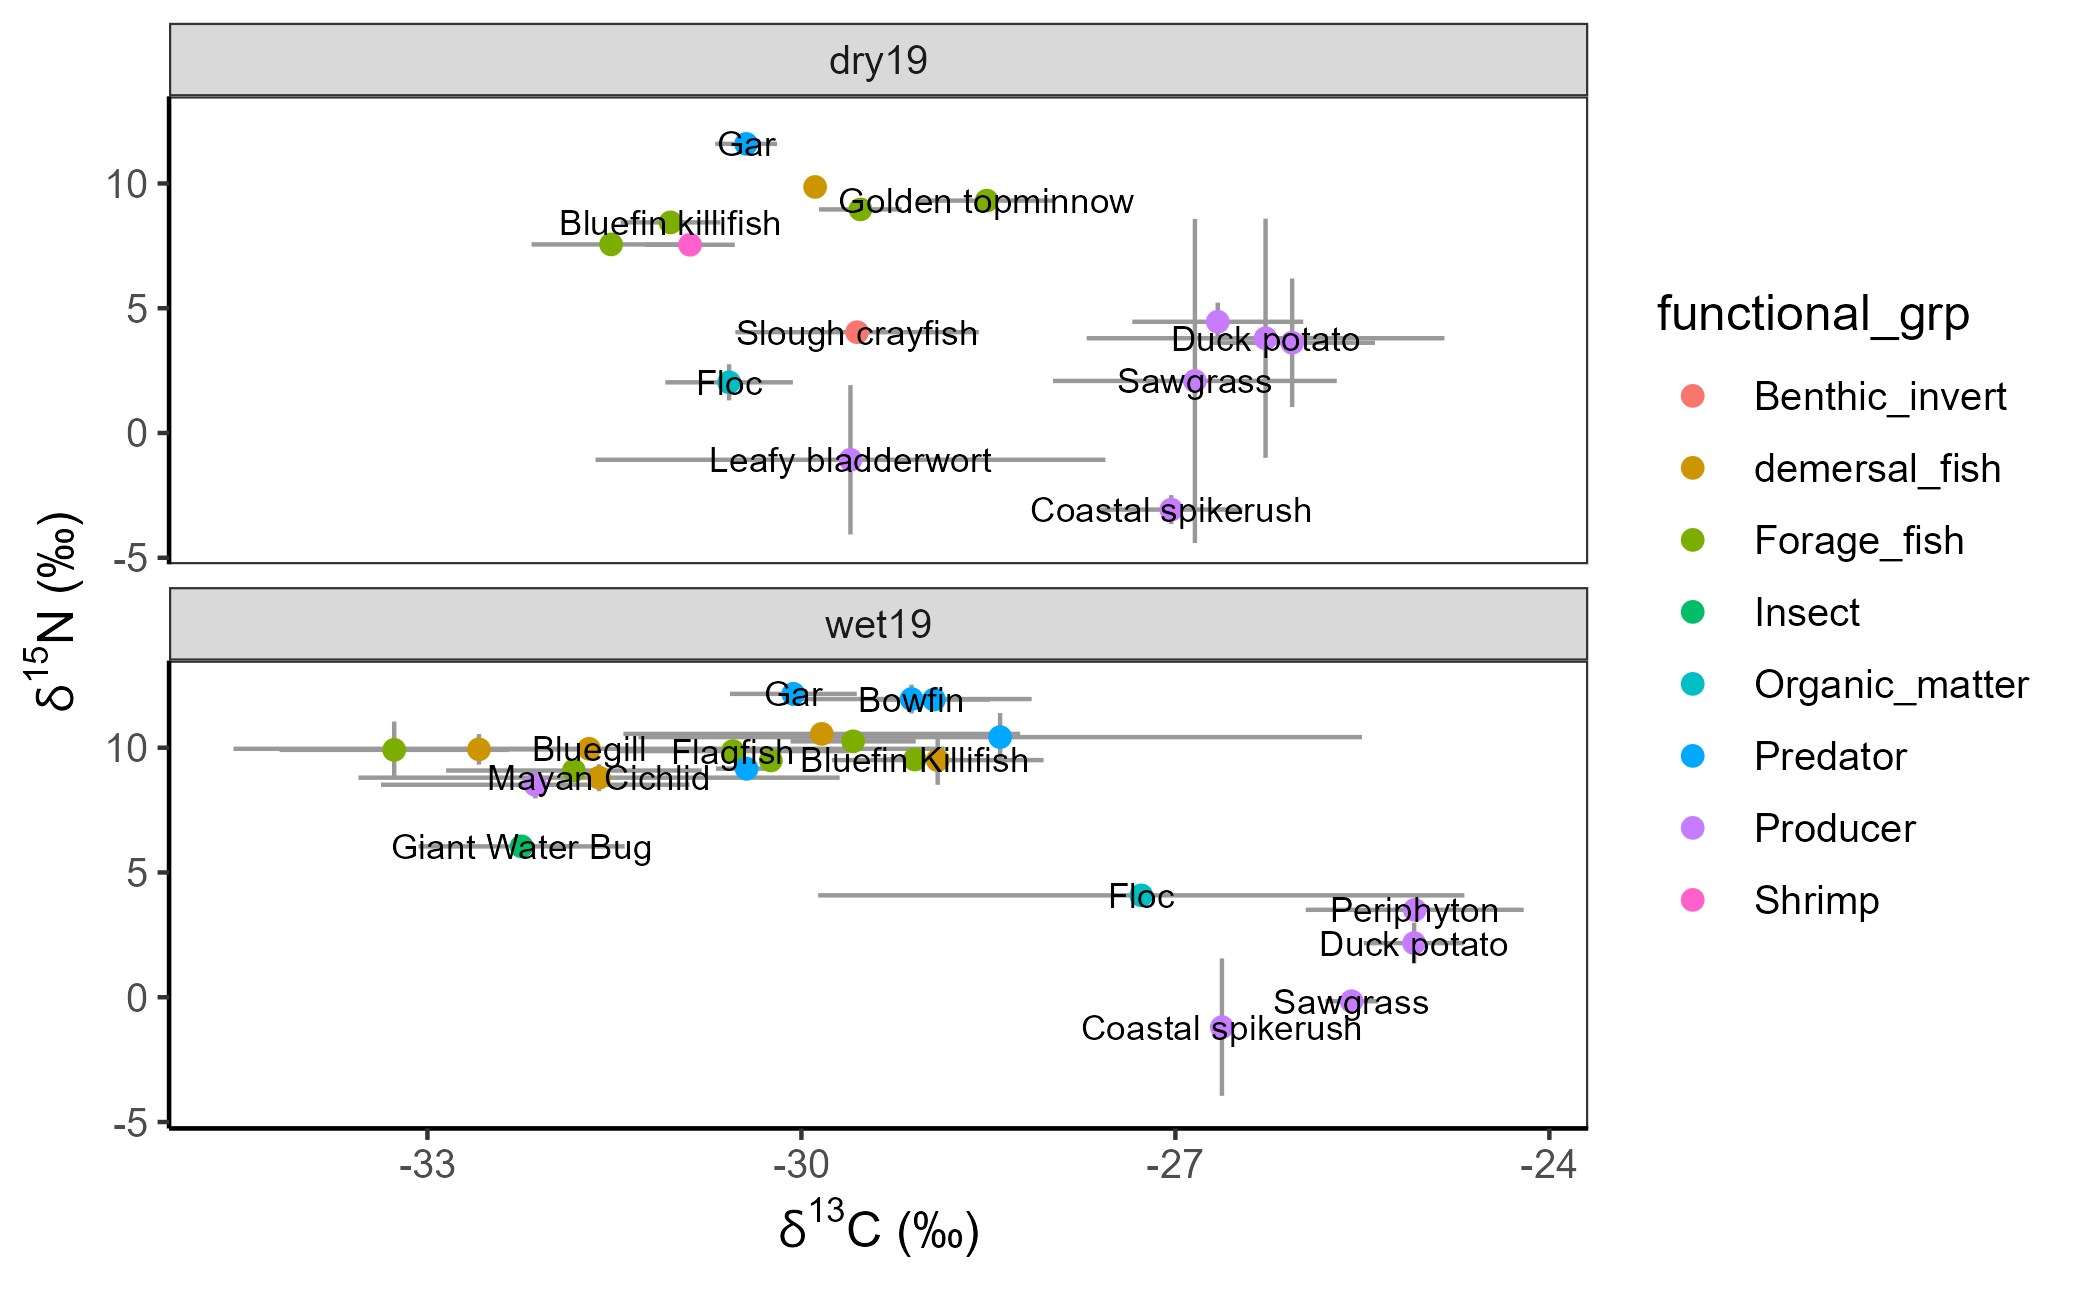 dry19
Gar
Golden topminnow
Bluefin killifish
Slough crayfish
Duck potato
Floc
Sawgrass
Leafy bladderwort
Coastal spikerush
10
5
0
-5
wet19
Gar
Bowfin
Bluegill
Flagfish
Bluefin Killifish
Mayan Cichlid
Giant Water Bug
Floc
Periphyton
Duck potato
Sawgrass
Coastal spikerush
10
5
0
-5
-33
-30
-27
-24
δ¹³C (‰)
δ¹⁵N (‰)
functional_grp
Benthic_invert
demersal_fish
Forage_fish
Insect
Organic_matter
Predator
Producer
Shrimp